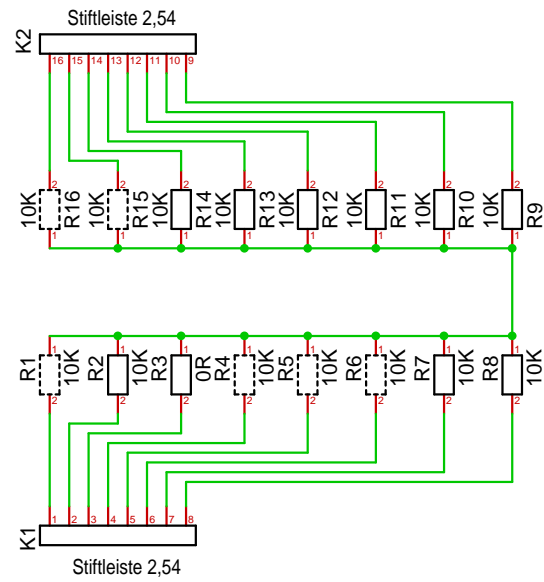 Stiftleiste 2,54
K2
16 15 14 13 12 11 10 9
2 2 2 2 2 2 2 2
10K R16 10K R15 10K R14 10K R13 10K R12 10K R11 10K R10 10K R9
1 1 1 1 1 1 1 1
1 1 1 1 1 1 1 1
R1 10K R2 10K R3 0R R4 10K R5 10K R6 10K R7 10K R8 10K
2 2 2 2 2 2 2 2
1 2 3 4 5 6 7 8
K1
Stiftleiste 2,54